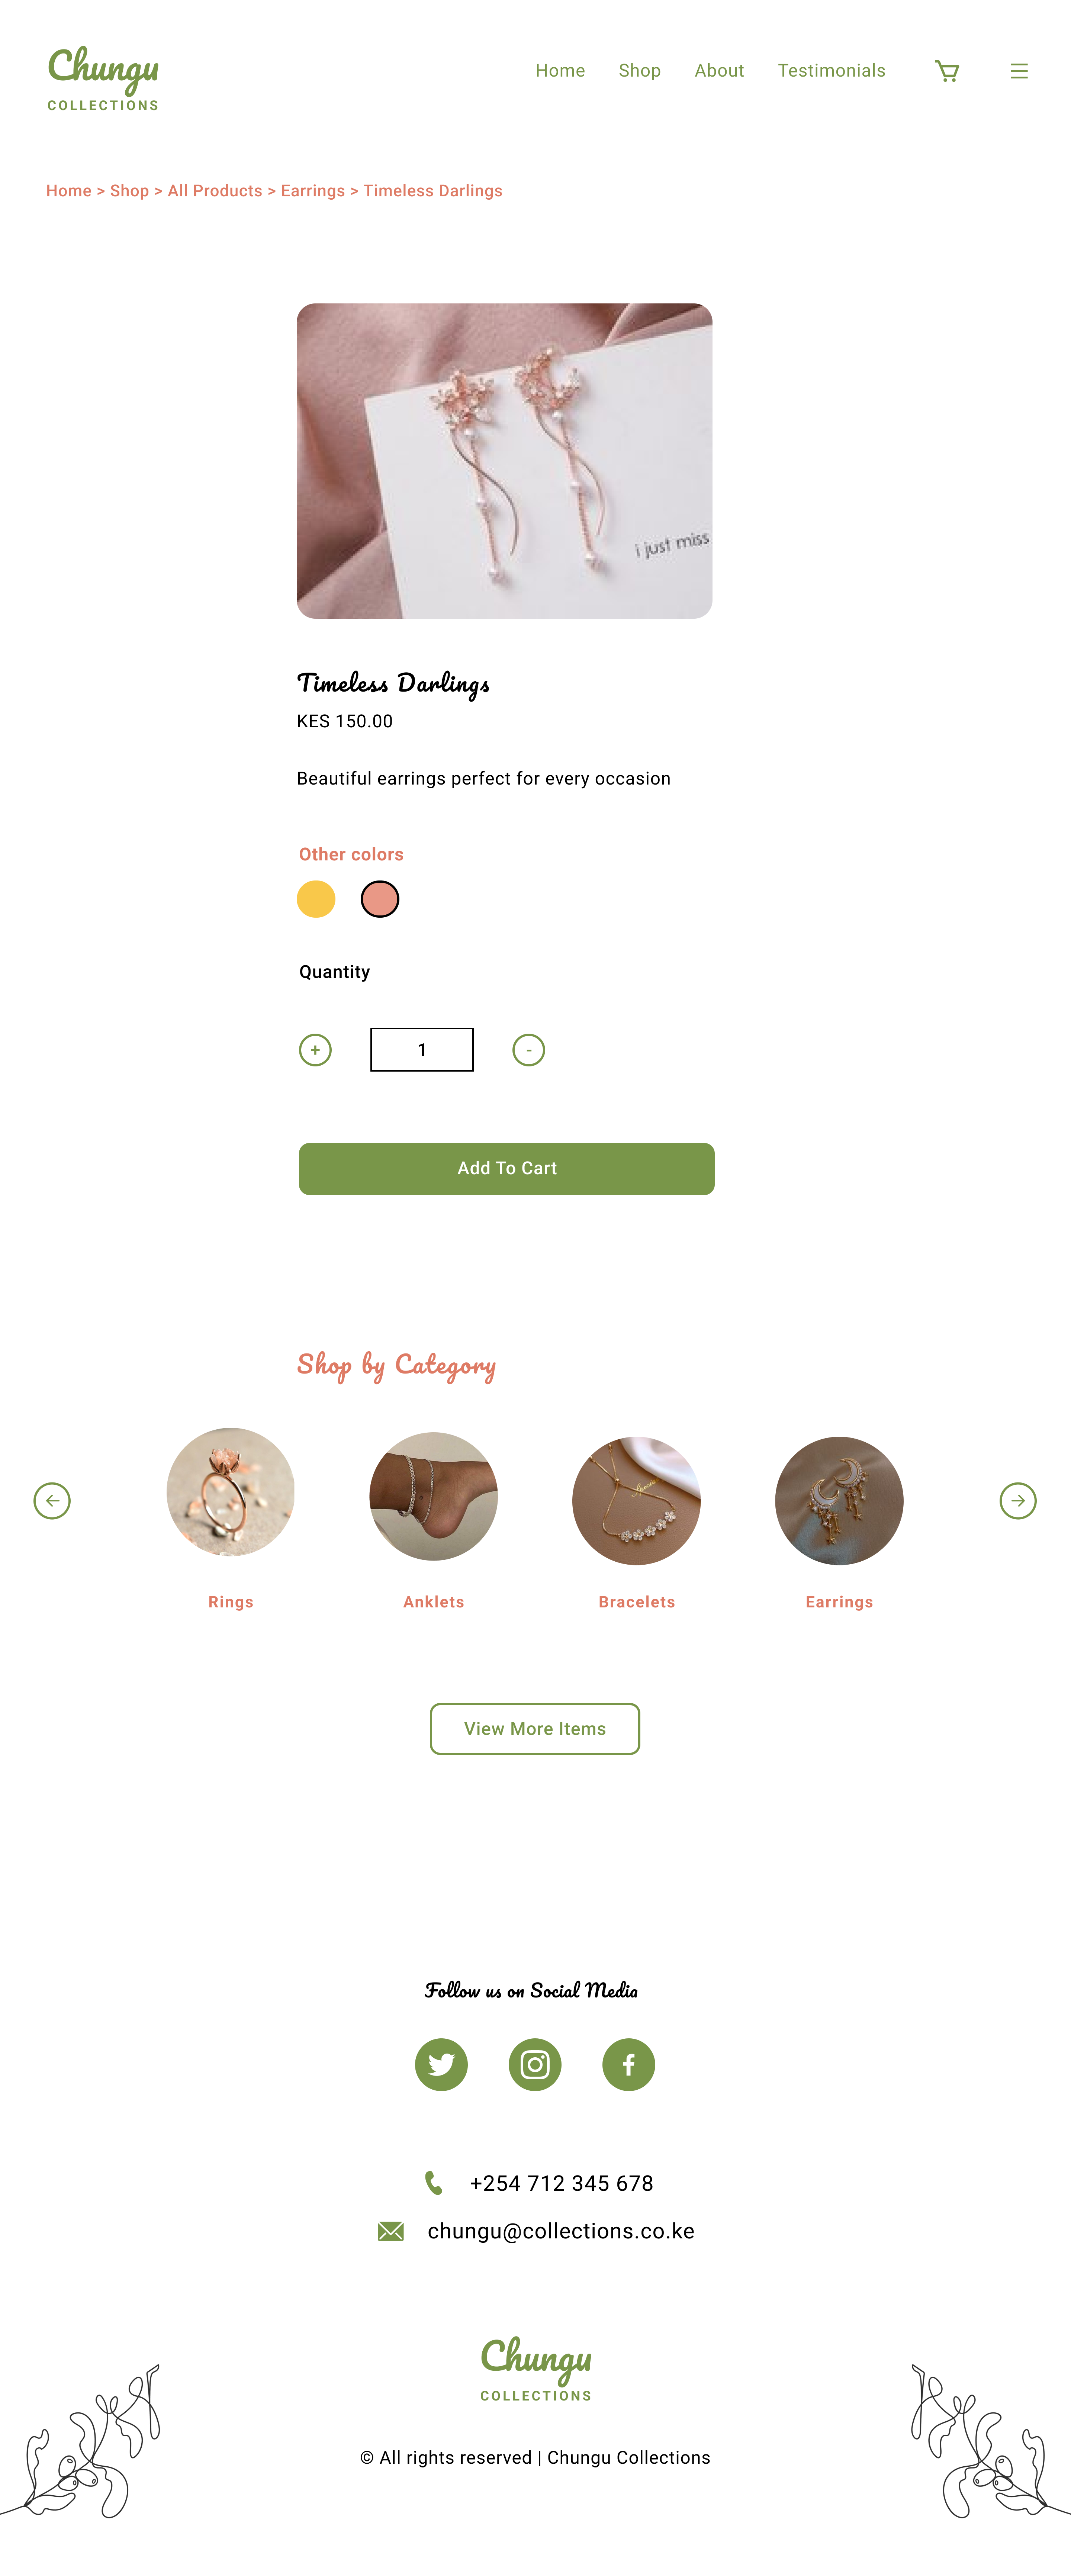 Chungu
COLLECTIONS
Home Shop About Testimonials
Home > Shop > All Products > Earrings > Timeless Darlings
i just miss
Timeless Darlings
KES 150.00
Beautiful earrings perfect for every occasion
Other colors
Quantity
+ 1 -
Add To Cart
Shop by Category
Rings Anklets Bracelets Earrings
View More Items
Follow us on Social Media
+254 712 345 678
chungu@collections.co.ke
Chungu
COLLECTIONS
© All rights reserved | Chungu Collections